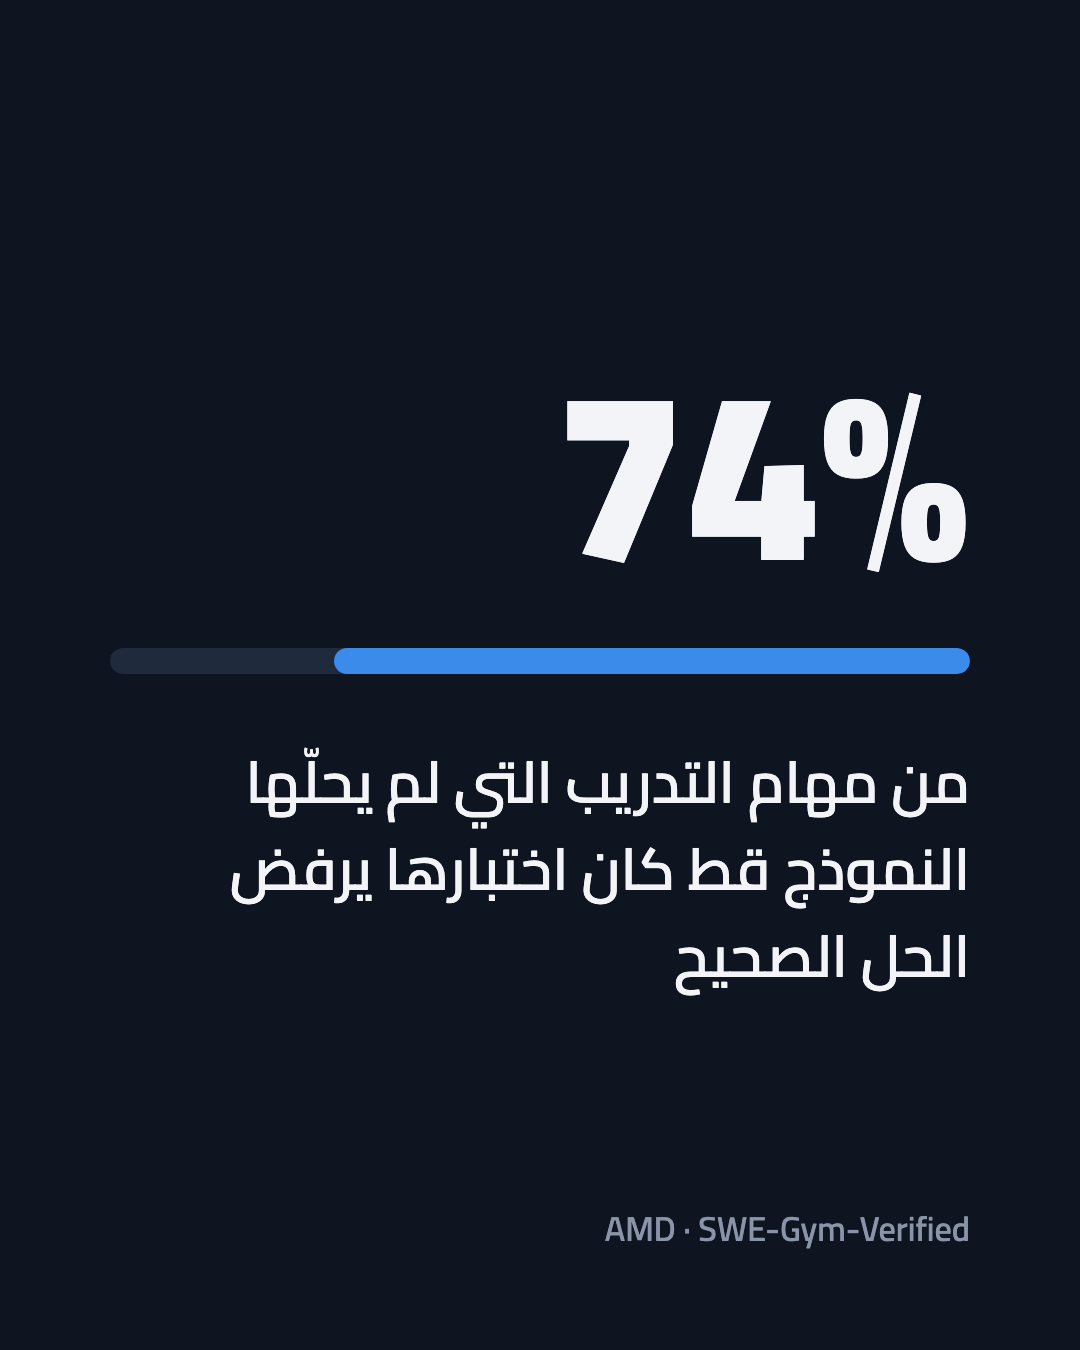 74%
من مهام التدريب التي لم يحلّها
النموذج قط كان اختبارها يرفض
الحل الصحيح
AMD · SWE-Gym-Verified